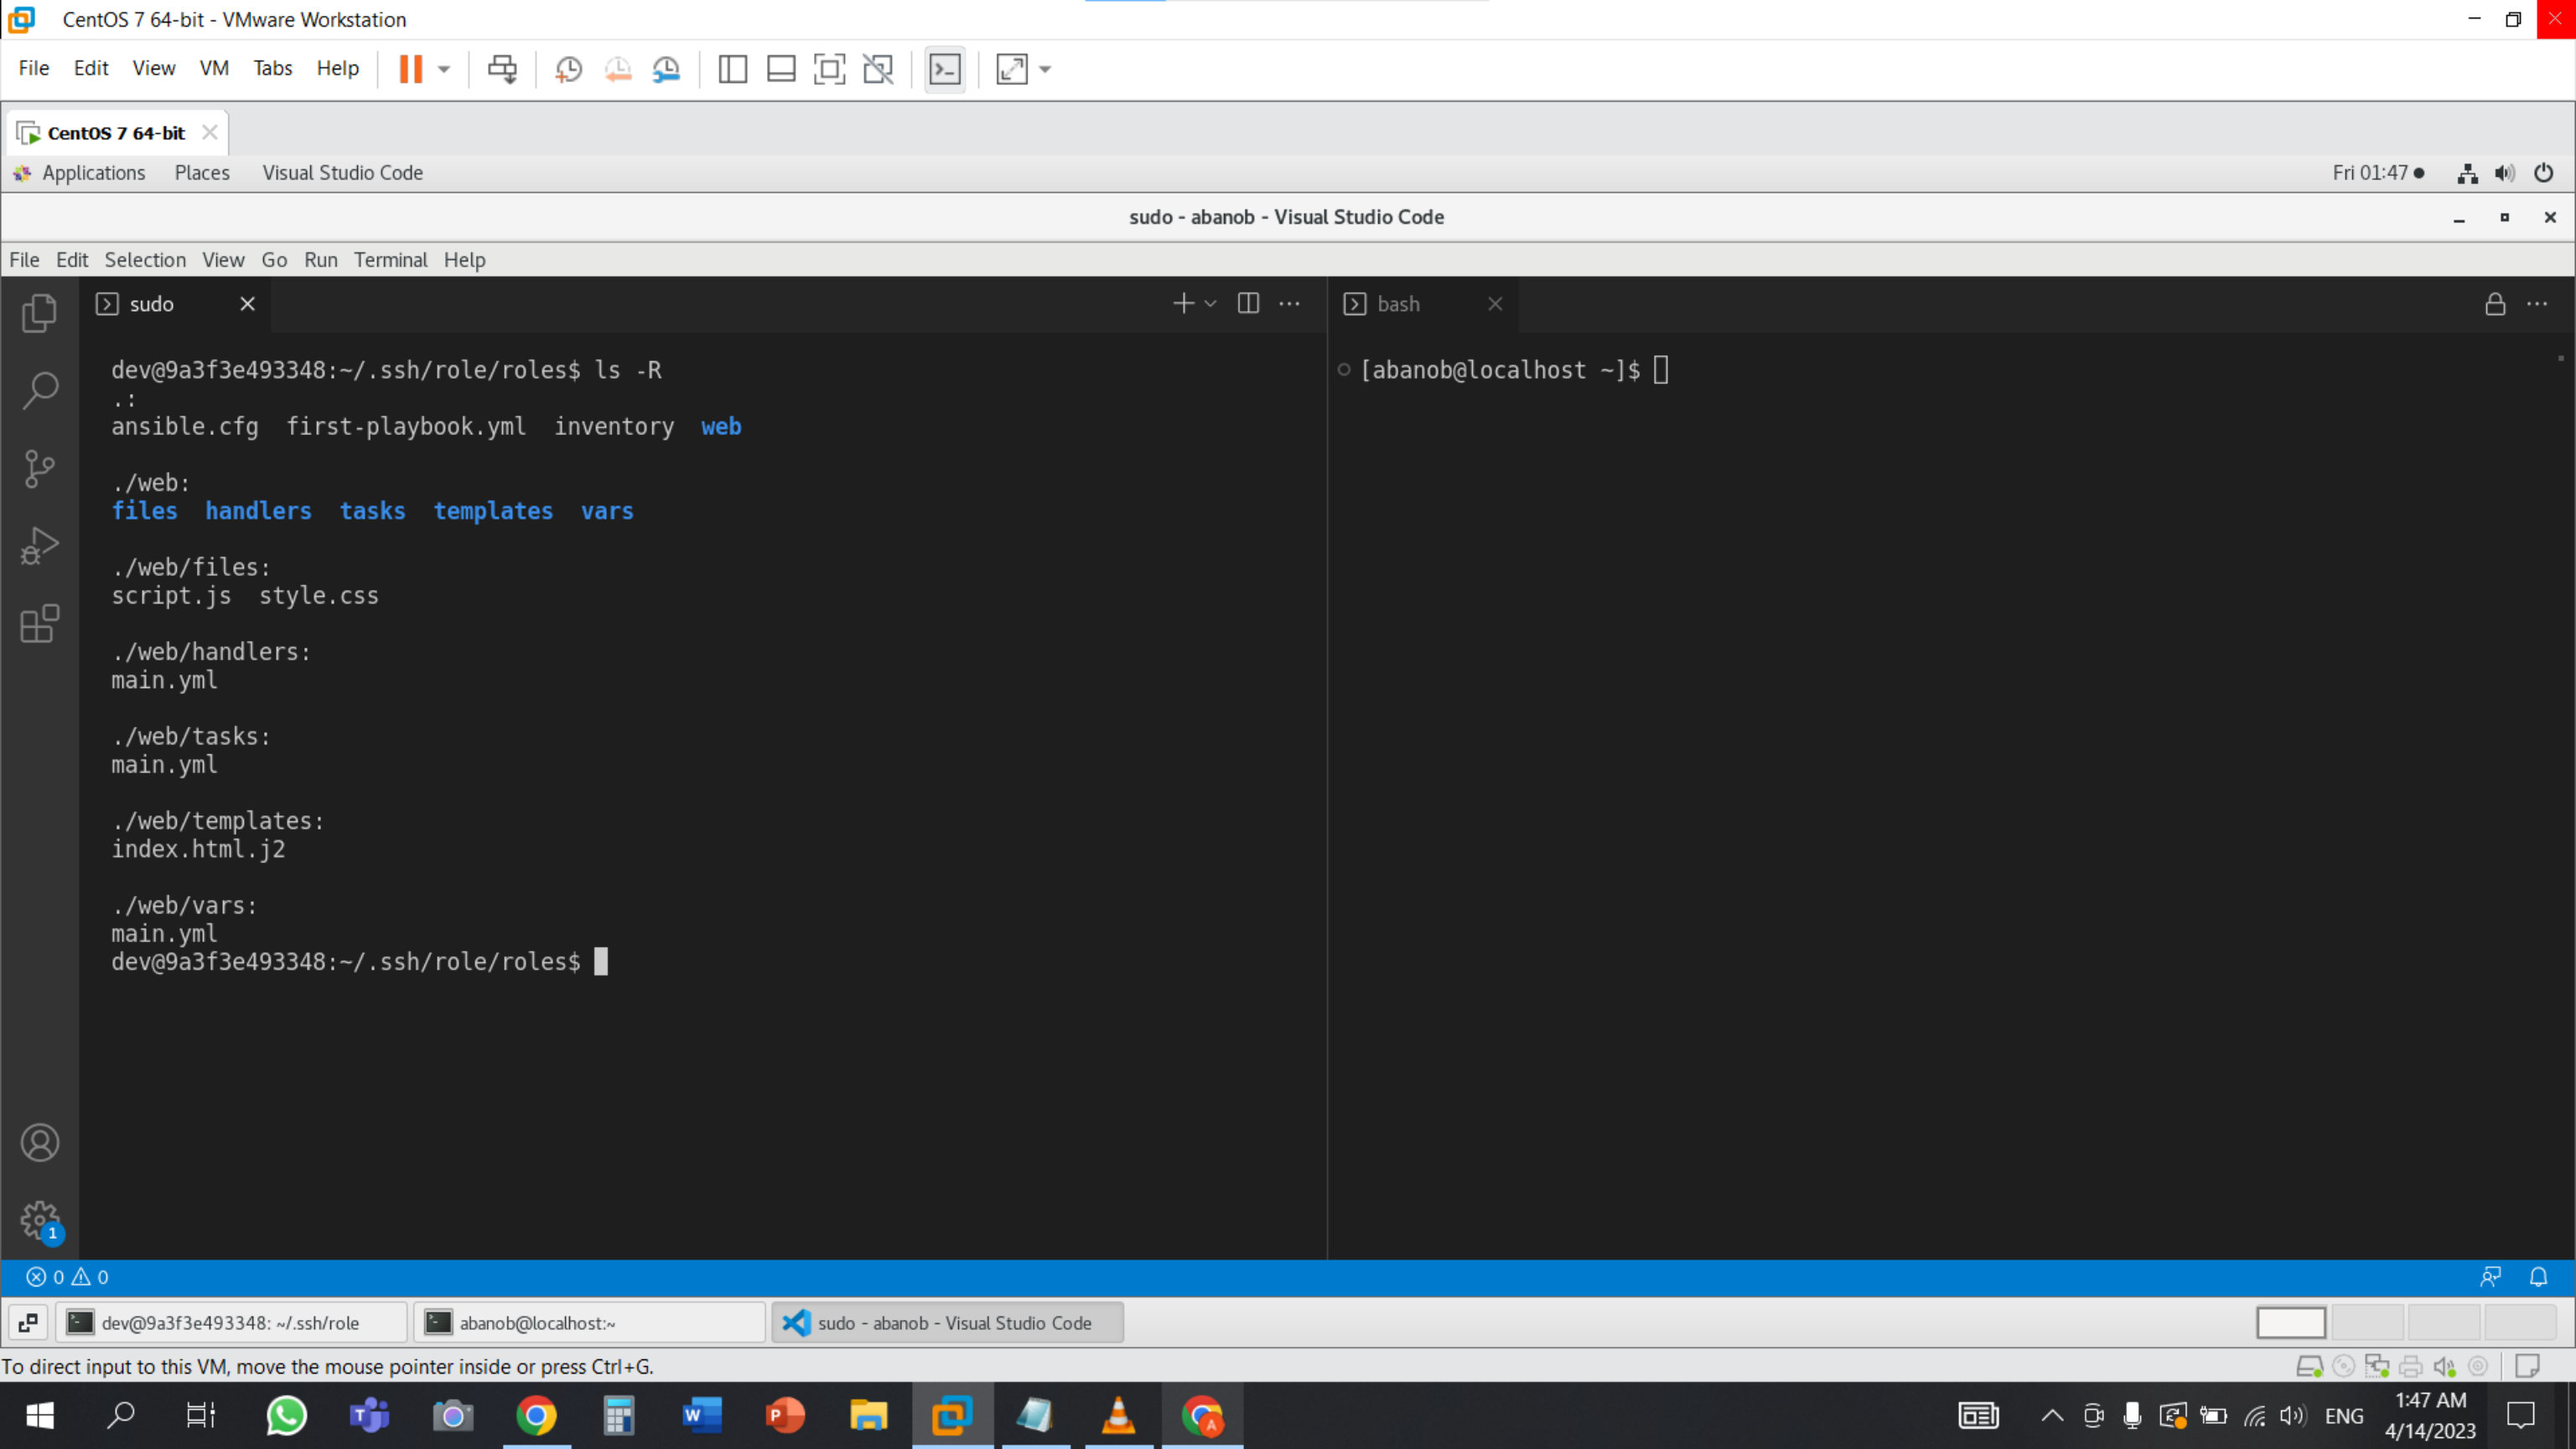 CentOS 7 64-bit - VMware Workstation
File Edit View VM Tabs Help
CentOS 7 64-bit
Applications Places Visual Studio Code Fri 01:47
sudo - abanob - Visual Studio Code
File Edit Selection View Go Run Terminal Help
sudo
bash
dev@9a3f3e493348:~/.ssh/role/roles$ ls -R
.:
ansible.cfg first-playbook.yml inventory web
./web:
files handlers tasks templates vars
./web/files:
script.js style.css
./web/handlers:
main.yml
./web/tasks:
main.yml
./web/templates:
index.html.j2
./web/vars:
main.yml
dev@9a3f3e493348:~/.ssh/role/roles$
[abanob@localhost ~]$
1
0 0
dev@9a3f3e493348: ~/.ssh/role abanob@localhost:~ sudo - abanob - Visual Studio Code
To direct input to this VM, move the mouse pointer inside or press Ctrl+G.
ENG
1:47 AM
4/14/2023